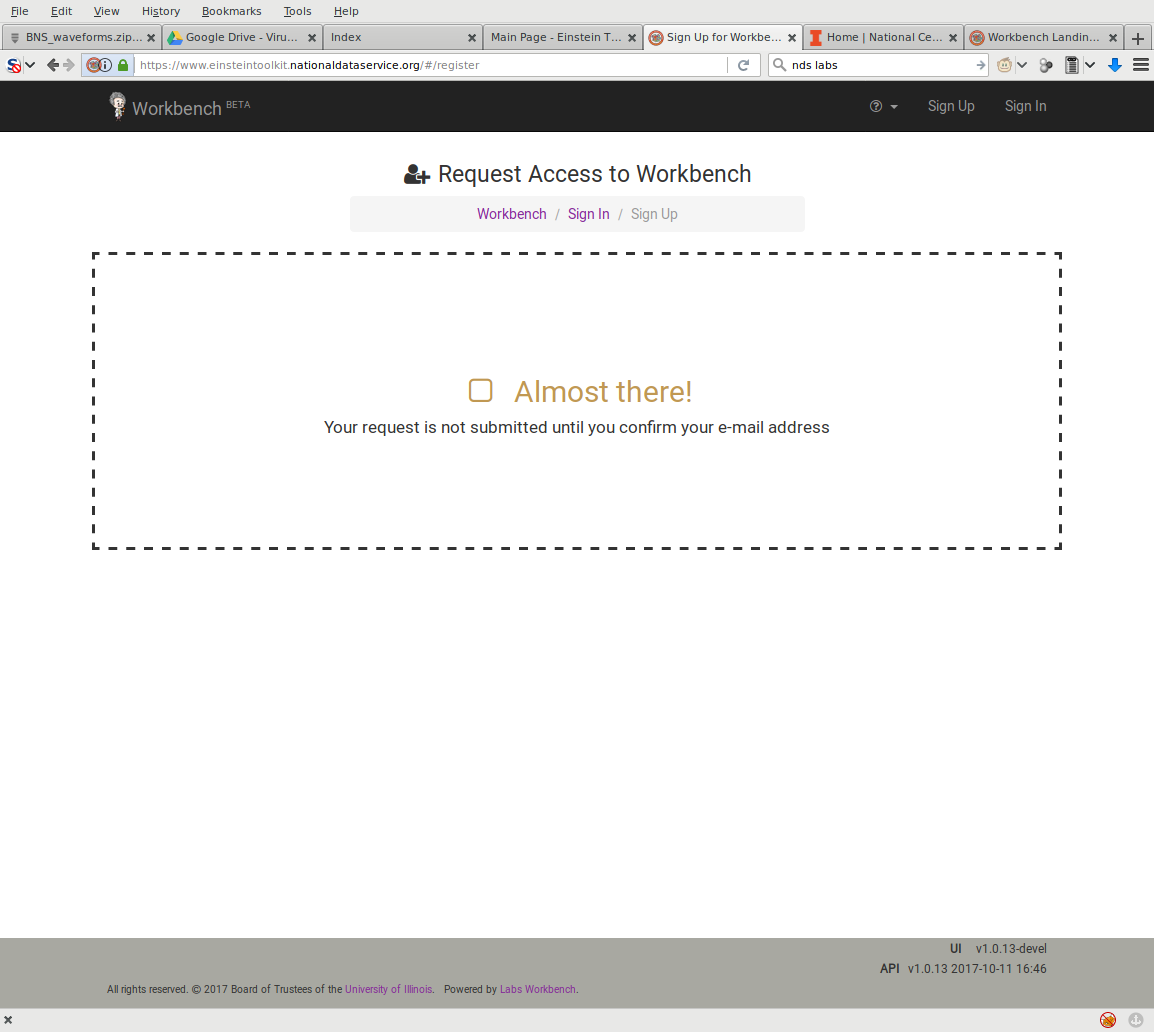 File Edit View History Bookmarks Tools Help
BNS_waveforms.zip... Google Drive - Viru... Index Main Page - Einstein T... Sign Up for Workbe... Home | National Ce... Workbench Landin...
https://www.einsteintoolkit.nationaldataservice.org/#/register nds labs
Workbench BETA Sign Up Sign In
Request Access to Workbench
Workbench / Sign In / Sign Up
Almost there!
Your request is not submitted until you confirm your e-mail address
UI v1.0.13-devel
API v1.0.13 2017-10-11 16:46
All rights reserved. © 2017 Board of Trustees of the University of Illinois. Powered by Labs Workbench.